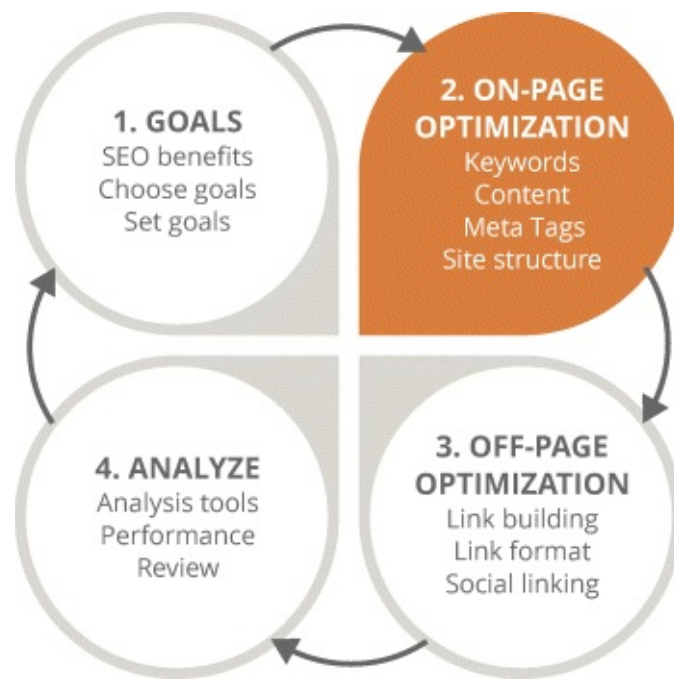 1. GOALS
SEO benefits
Choose goals
Set goals
2. ON-PAGE
OPTIMIZATION
Keywords
Content
Meta Tags
Site structure
3. OFF-PAGE
OPTIMIZATION
Link building
Link format
Social linking
4. ANALYZE
Analysis tools
Performance
Review